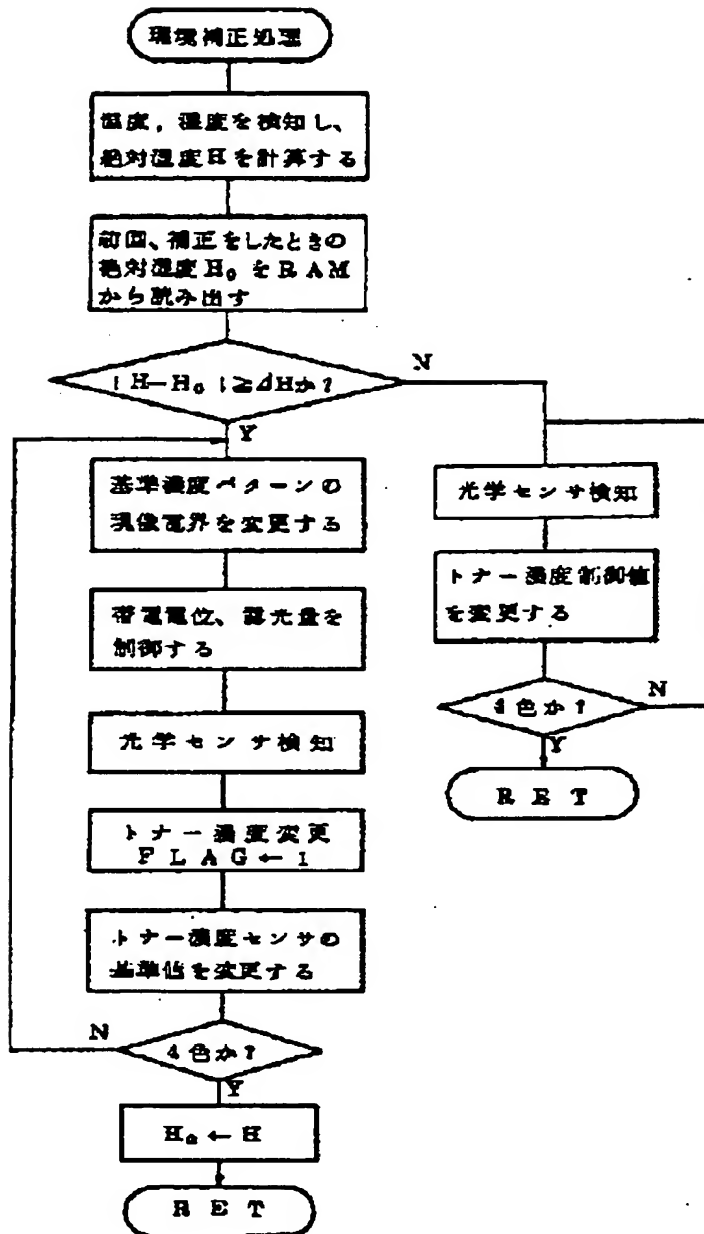 環境補正処理
温度，湿度を検知し、
絶対湿度Hを計算する
前回、補正をしたときの
絶対湿度H₀をRAM
から読み出す
|H－H₀|≧ΔHか？
N
Y
基準濃度パターンの
現像電界を変更する
帯電電位、露光量を
制御する
光学センサ検知
トナー濃度変更
FLAG←1
トナー濃度センサの
基準値を変更する
4色か？
N
Y
H₀←H
RET
光学センサ検知
トナー濃度制御値
を変更する
4色か？
N
Y
RET